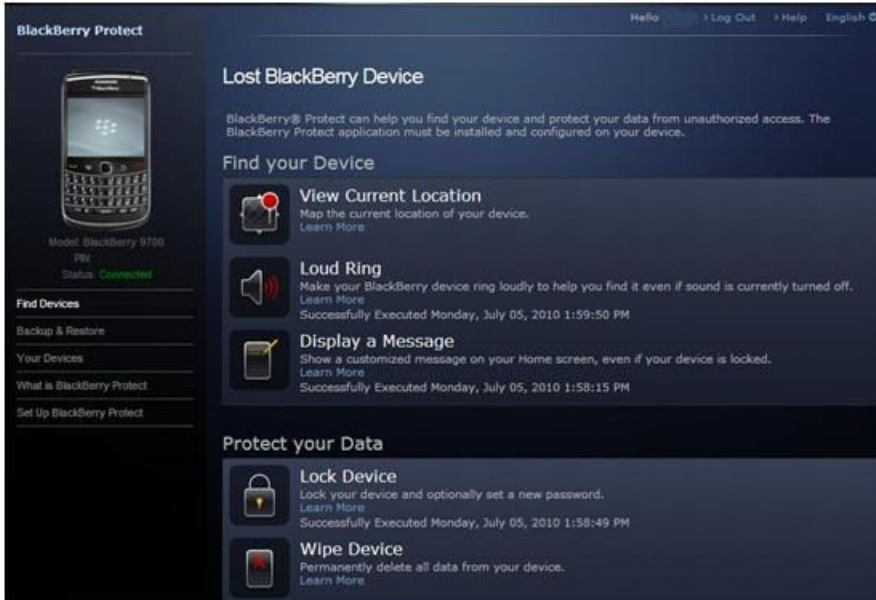 BlackBerry Protect
Hello
Log Out
Help
English
Model: BlackBerry 9700
PIN:
Status: Connected
Find Devices
Backup & Restore
Your Devices
What is BlackBerry Protect
Set Up BlackBerry Protect
Lost BlackBerry Device
BlackBerry® Protect can help you find your device and protect your data from unauthorized access. The
BlackBerry Protect application must be installed and configured on your device.
Find your Device
View Current Location
Map the current location of your device.
Learn More
Loud Ring
Make your BlackBerry device ring loudly to help you find it even if sound is currently turned off.
Learn More
Successfully Executed Monday, July 05, 2010 1:59:50 PM
Display a Message
Show a customized message on your Home screen, even if your device is locked.
Learn More
Successfully Executed Monday, July 05, 2010 1:58:15 PM
Protect your Data
Lock Device
Lock your device and optionally set a new password.
Learn More
Successfully Executed Monday, July 05, 2010 1:58:49 PM
Wipe Device
Permanently delete all data from your device.
Learn More